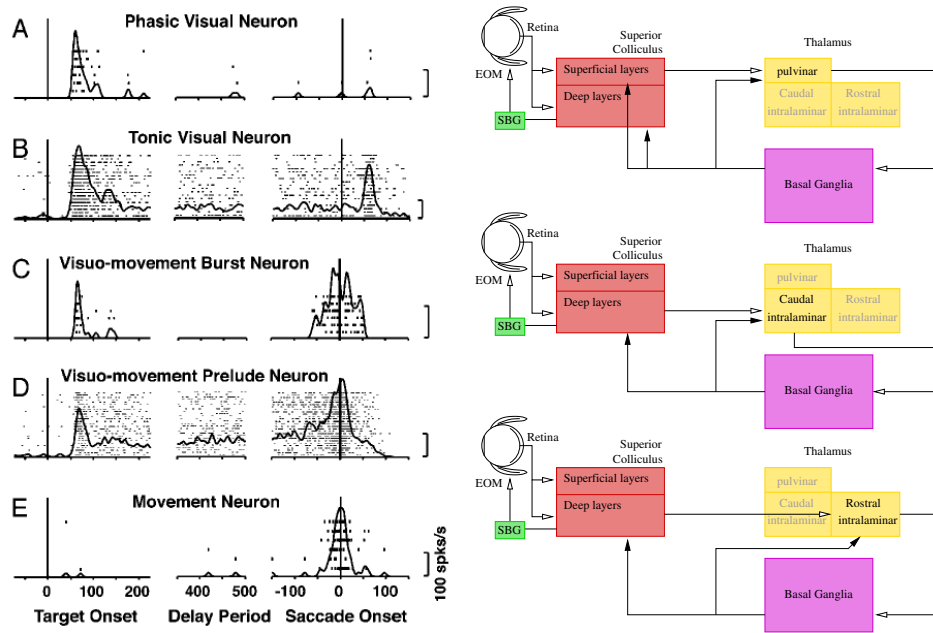 A
Phasic Visual Neuron
B
Tonic Visual Neuron
C
Visuo-movement Burst Neuron
D
Visuo-movement Prelude Neuron
E
Movement Neuron
100 spks/s
0 100 200
400 500
-100 0 100
Target Onset Delay Period Saccade Onset
Retina
EOM
SBG
Superior
Colliculus
Superficial layers
Deep layers
Thalamus
pulvinar
Caudal
intralaminar
Rostral
intralaminar
Basal Ganglia
Retina
EOM
SBG
Superior
Colliculus
Superficial layers
Deep layers
Thalamus
pulvinar
Caudal
intralaminar
Rostral
intralaminar
Basal Ganglia
Retina
EOM
SBG
Superior
Colliculus
Superficial layers
Deep layers
Thalamus
pulvinar
Caudal
intralaminar
Rostral
intralaminar
Basal Ganglia